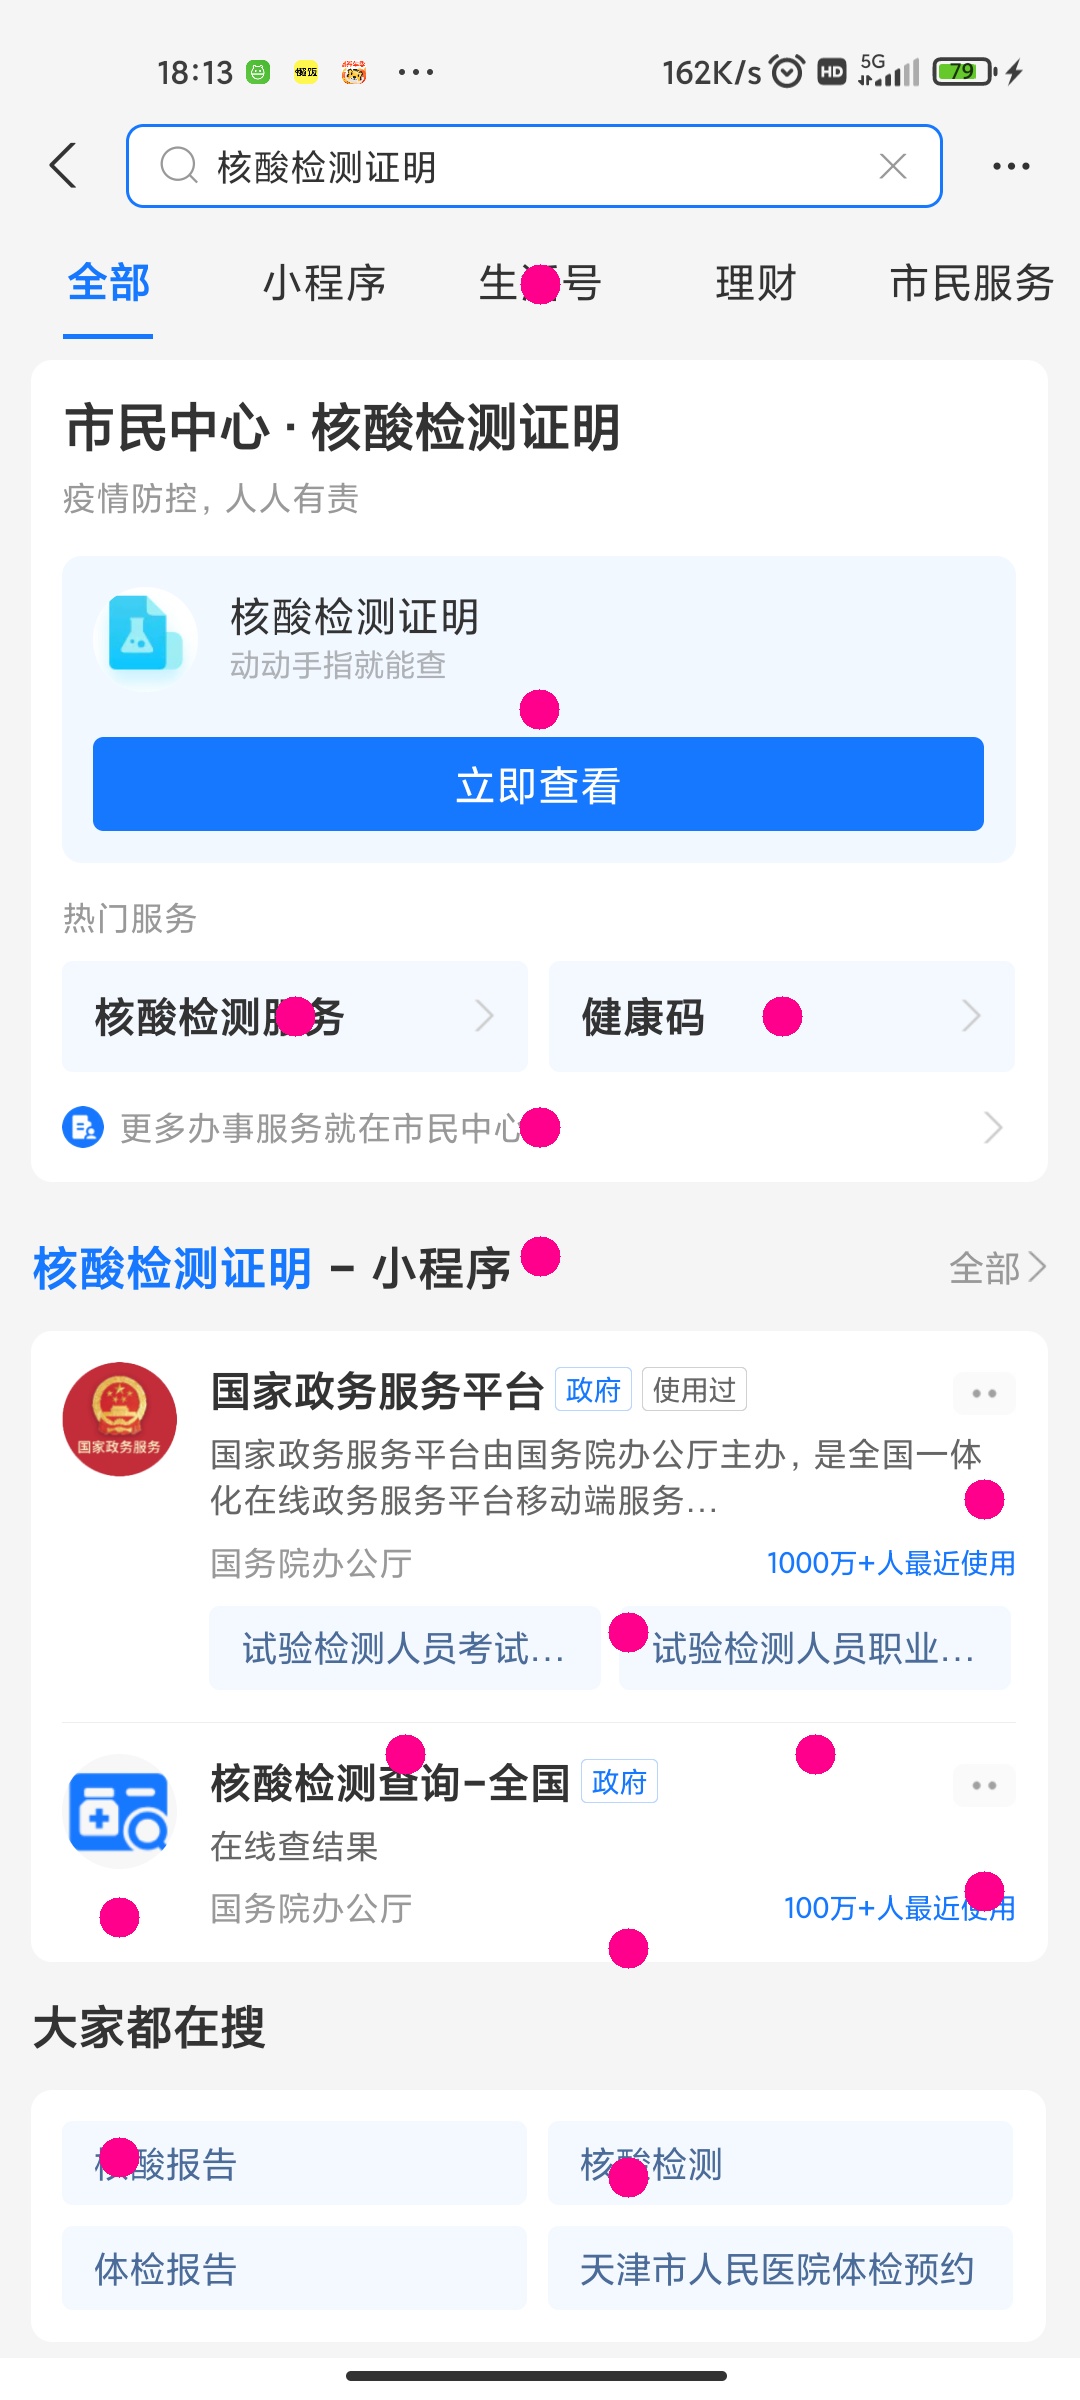 18:13
懒饭
162K/s
HD
5G
79
核酸检测证明
全部 小程序 生 号 理财 市民服务
市民中心 · 核酸检测证明
疫情防控，人人有责
核酸检测证明
动动手指就能查
立即查看
热门服务
核酸检测服务
健康码
更多办事服务就在市民中心
核酸检测证明 - 小程序
全部
国家政务服务
国家政务服务平台 政府 使用过
国家政务服务平台由国务院办公厅主办，是全国一体
化在线政务服务平台移动端服务...
国务院办公厅
1000万+人最近使用
试验检测人员考试...
试验检测人员职业...
核酸检测查询-全国 政府
在线查结果
国务院办公厅
100万+人最近使用
大家都在搜
核酸报告
核酸检测
体检报告
天津市人民医院体检预约